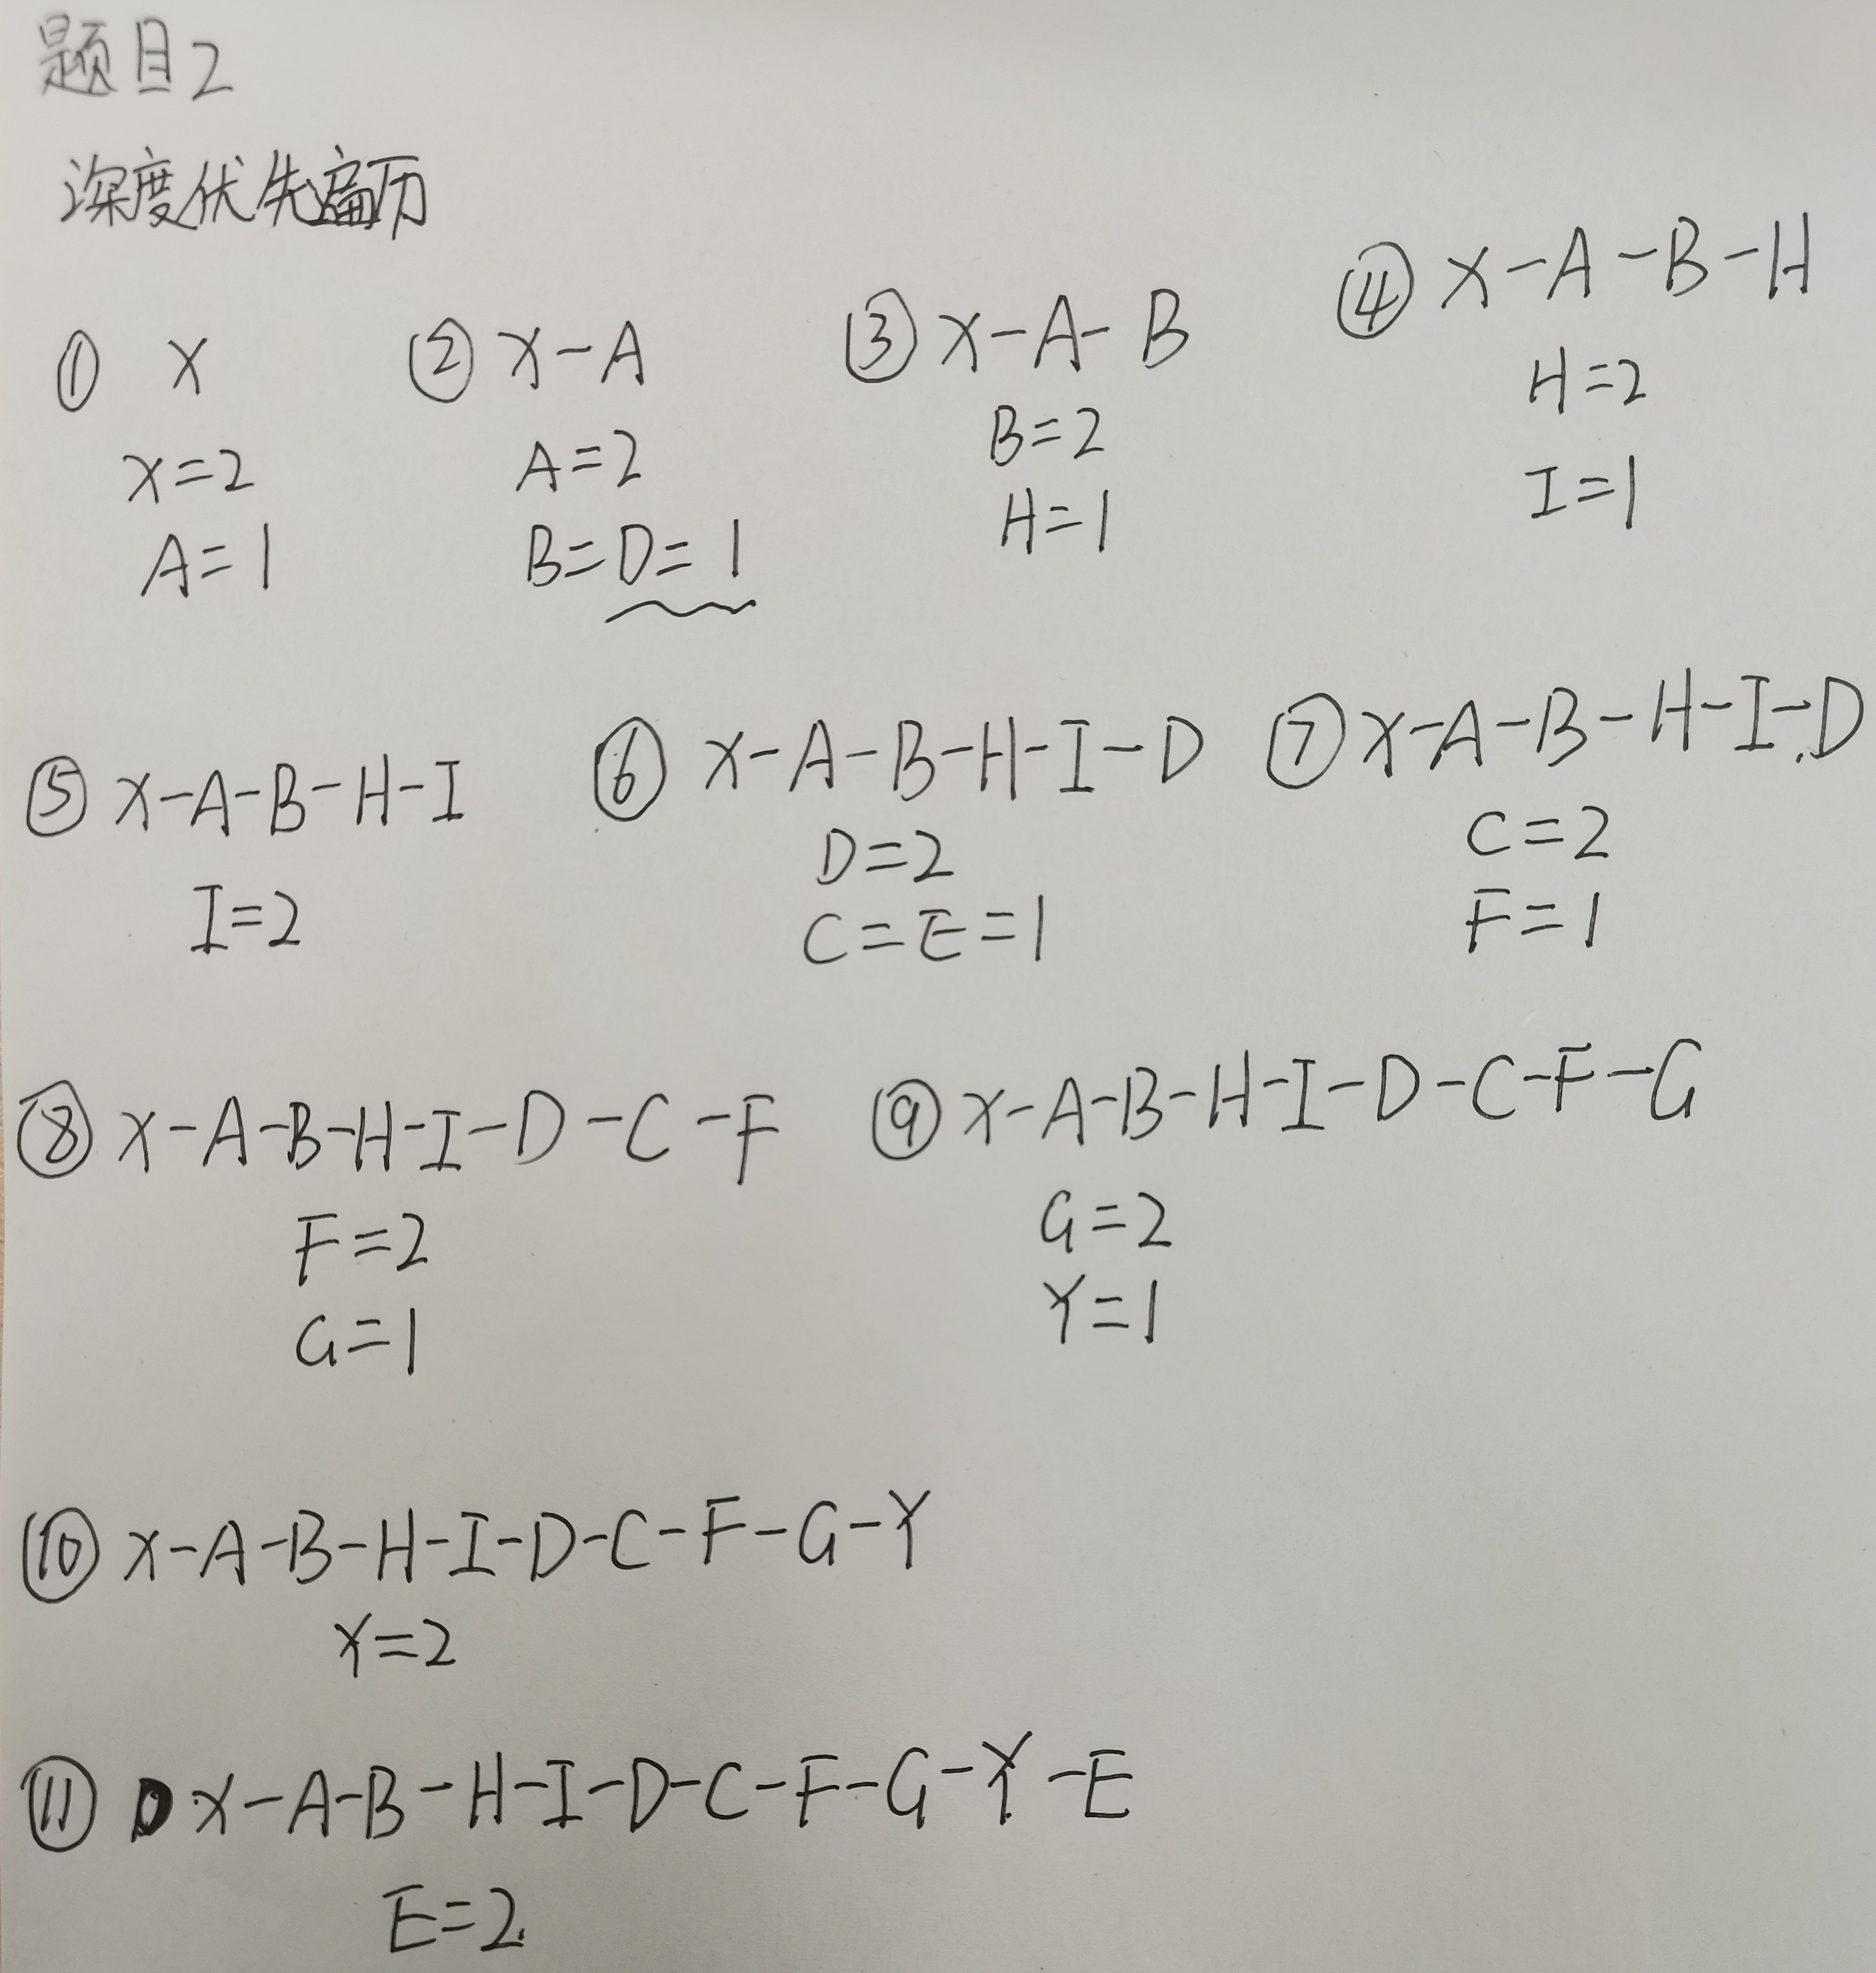 题目2
深度优先遍历
① X
X=2
A=1
② X-A
A=2
B=D=1
③ X-A-B
B=2
H=1
④ X-A-B-H
H=2
I=1
⑤ X-A-B-H-I
I=2
⑥ X-A-B-H-I-D
D=2
C=E=1
⑦ X-A-B-H-I-D
C=2
F=1
⑧ X-A-B-H-I-D-C-F
F=2
G=1
⑨ X-A-B-H-I-D-C-F-G
G=2
Y=1
⑩ X-A-B-H-I-D-C-F-G-Y
Y=2
⑪ X-A-B-H-I-D-C-F-G-Y-E
E=2